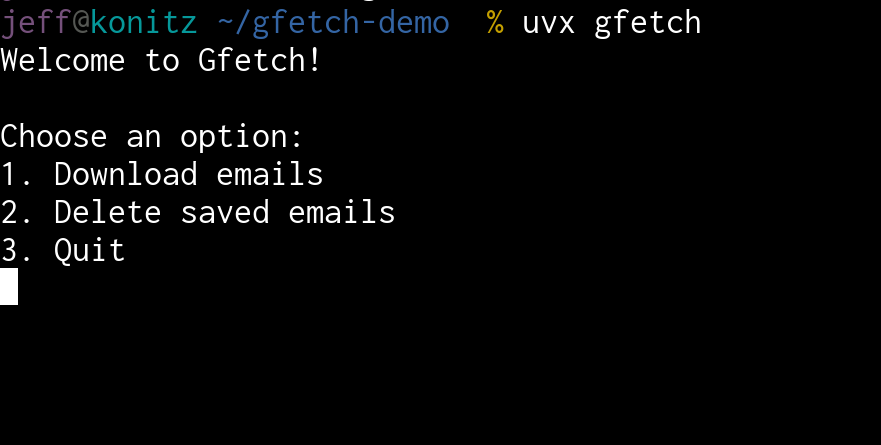 jeff@konitz ~/gfetch-demo  % uvx gfetch
Welcome to Gfetch!
Choose an option:
1. Download emails
2. Delete saved emails
3. Quit